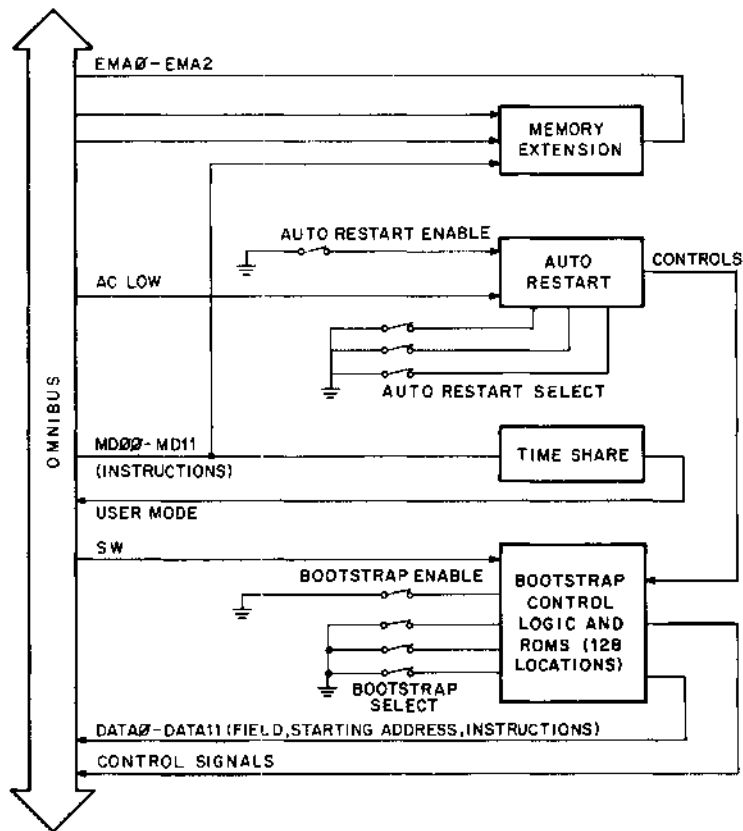 OMNIBUS
EMAØ-EMA2
MEMORY
EXTENSION
AUTO RESTART ENABLE
AUTO
RESTART
CONTROLS
AC LOW
AUTO RESTART SELECT
MDØØ-MD11
(INSTRUCTIONS)
TIME SHARE
USER MODE
SW
BOOTSTRAP ENABLE
BOOTSTRAP
CONTROL
LOGIC AND
ROMS (128
LOCATIONS)
BOOTSTRAP
SELECT
DATAØ-DATA11 (FIELD, STARTING ADDRESS, INSTRUCTIONS)
CONTROL SIGNALS